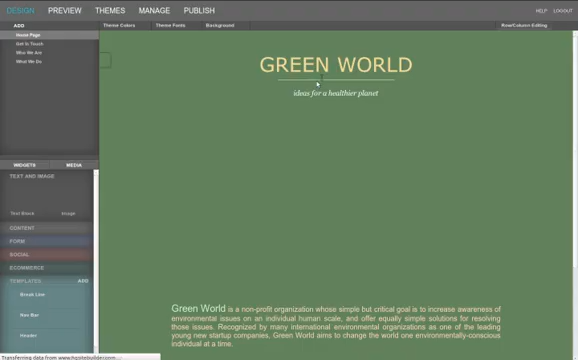 DESIGN PREVIEW THEMES MANAGE PUBLISH HELP LOGOUT
ADD Theme Colors Theme Fonts Background Row/Column Editing
Home Page
Get In Touch
Who We Are
What We Do
GREEN WORLD
ideas for a healthier planet
WIDGETS MEDIA
TEXT AND IMAGE
Text Block Image
CONTENT
FORM
SOCIAL
ECOMMERCE
TEMPLATES ADD
Break Line
Nav Bar
Header
Green World is a non-profit organization whose simple but critical goal is to increase awareness of
environmental issues on an individual human scale, and offer equally simple solutions for resolving
those issues. Recognized by many international environmental organizations as one of the leading
young new startup companies, Green World aims to change the world one environmentally-conscious
individual at a time.
Transferring data from www.hqsitebuilder.com...